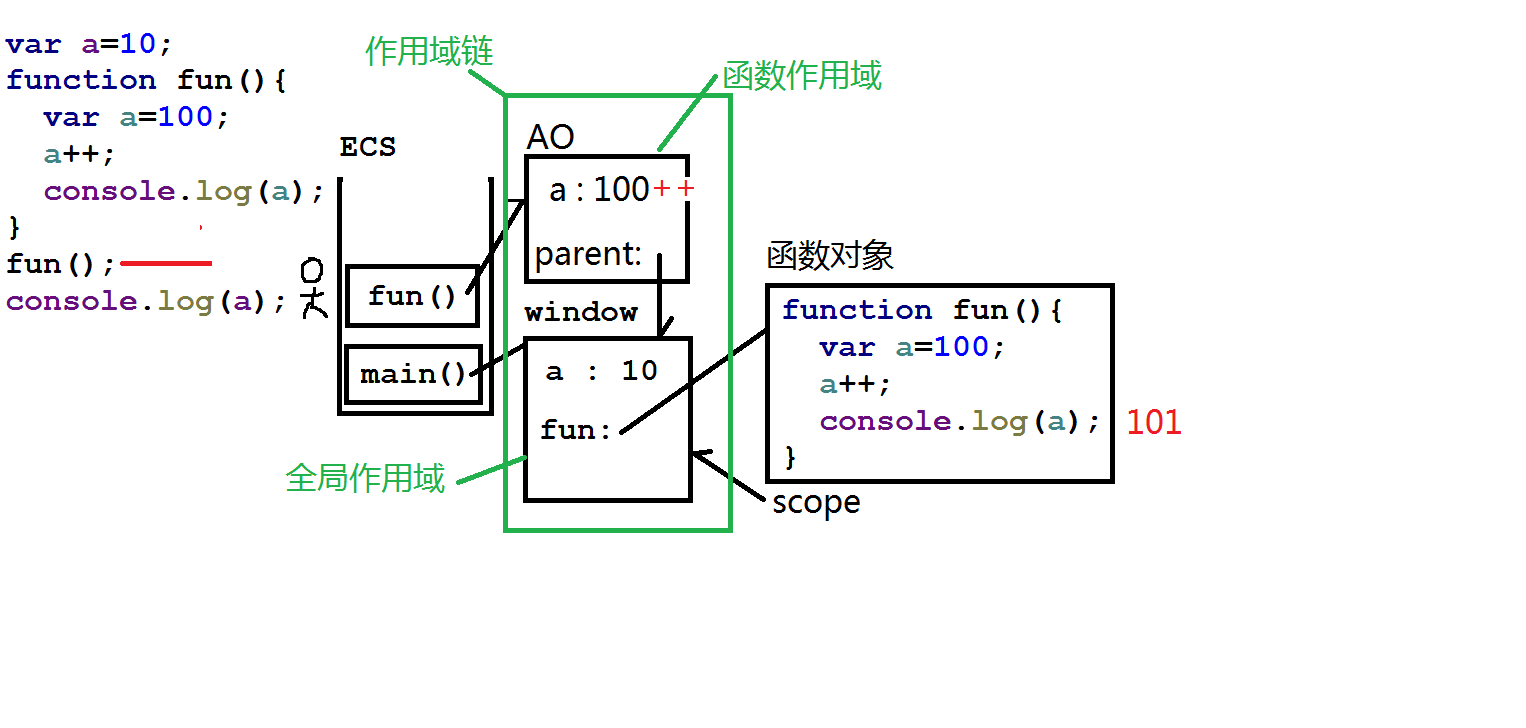 var a=10;
function fun(){
var a=100;
a++;
console.log(a);
}
fun();
console.log(a);
作用域链
函数作用域
ECS
fun()
main()
AO
a : 100++
parent:
window
a : 10
fun:
全局作用域
函数对象
function fun(){
var a=100;
a++;
console.log(a);
}
101
scope